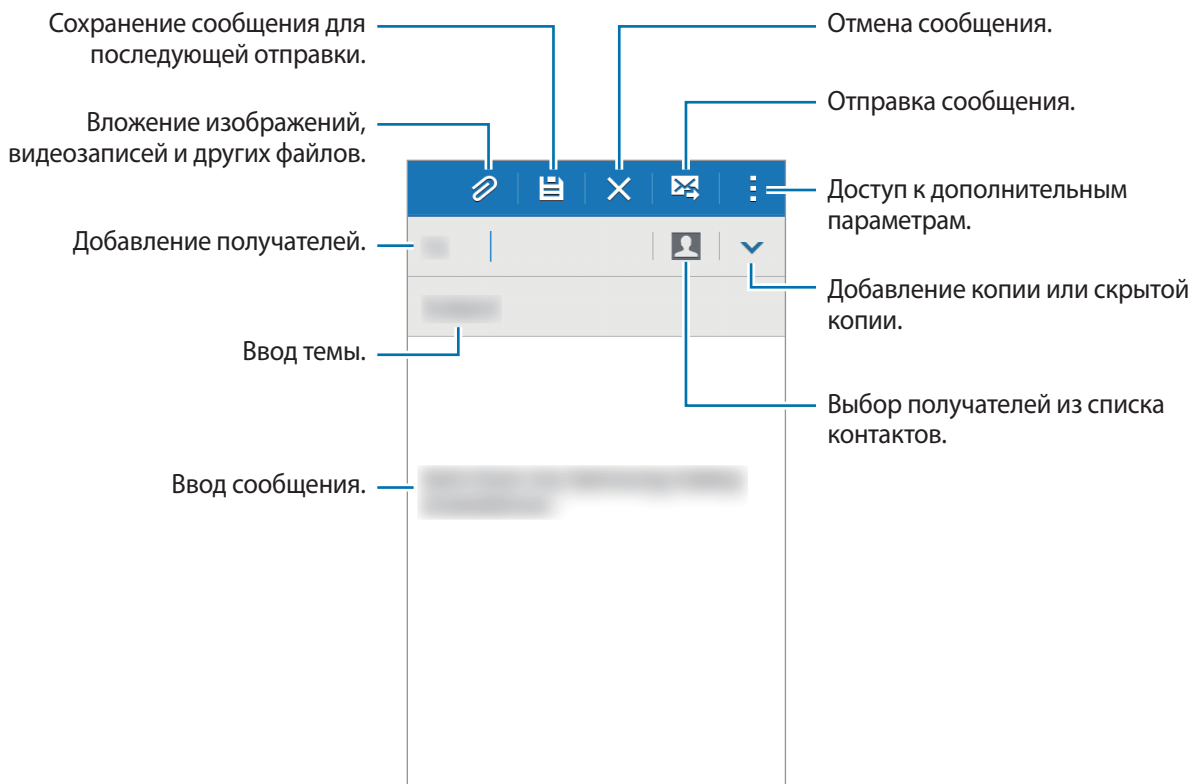 Сохранение сообщения для
последующей отправки.
Вложение изображений,
видеозаписей и других файлов.
Добавление получателей.
Ввод темы.
Ввод сообщения.
Отмена сообщения.
Отправка сообщения.
Доступ к дополнительным
параметрам.
Добавление копии или скрытой
копии.
Выбор получателей из списка
контактов.